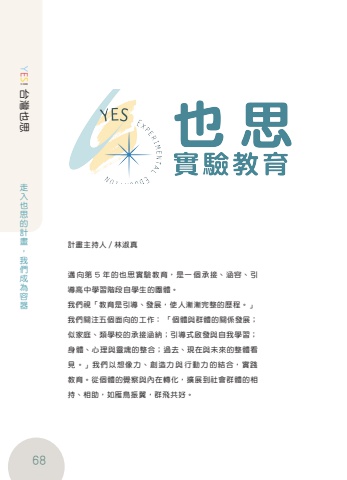 YES! 台灣也思
走入也思的計畫，我們成為容器
YES
EXPERIMENTAL EDUCATION
也思
實驗教育
計畫主持人 / 林淑真
邁向第 5 年的也思實驗教育，是一個承接、涵容、引
導高中學習階段自學生的團體。
我們視「教育是引導、發展，使人漸漸完整的歷程。」
我們關注五個面向的工作：「個體與群體的關係發展；
似家庭、類學校的承接涵納；引導式啟發與自我學習；
身體、心理與靈魂的整合；過去、現在與未來的整體看
見。」我們以想像力、創造力與行動力的結合，實踐
教育。從個體的覺察與內在轉化，擴展到社會群體的相
持、相助，如雁鳥振翼，群飛共好。
68